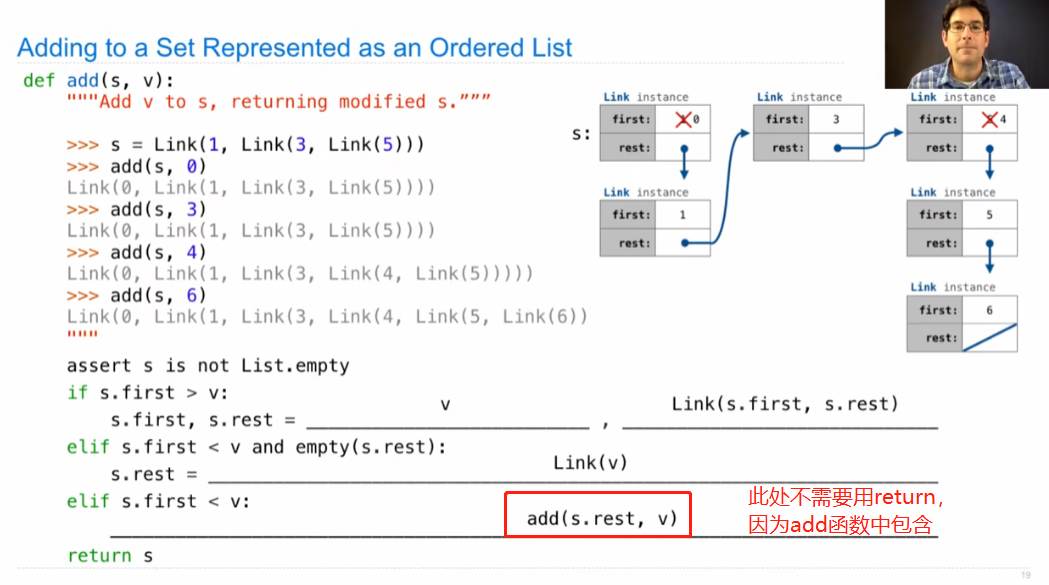 Adding to a Set Represented as an Ordered List
def add(s, v):
"""Add v to s, returning modified s."""
>>> s = Link(1, Link(3, Link(5)))
>>> add(s, 0)
Link(0, Link(1, Link(3, Link(5))))
>>> add(s, 3)
Link(0, Link(1, Link(3, Link(5))))
>>> add(s, 4)
Link(0, Link(1, Link(3, Link(4, Link(5)))))
>>> add(s, 6)
Link(0, Link(1, Link(3, Link(4, Link(5, Link(6))
"""
assert s is not List.empty
if s.first > v:
s.first, s.rest = v , Link(s.first, s.rest)
elif s.first < v and empty(s.rest):
s.rest = Link(v)
elif s.first < v:
add(s.rest, v)
return s
此处不需要用return，
因为add函数中包含
s:
Link instance
first: 0
rest:
Link instance
first: 1
rest:
Link instance
first: 3
rest:
Link instance
first: 4
rest:
Link instance
first: 5
rest:
Link instance
first: 6
rest:
19